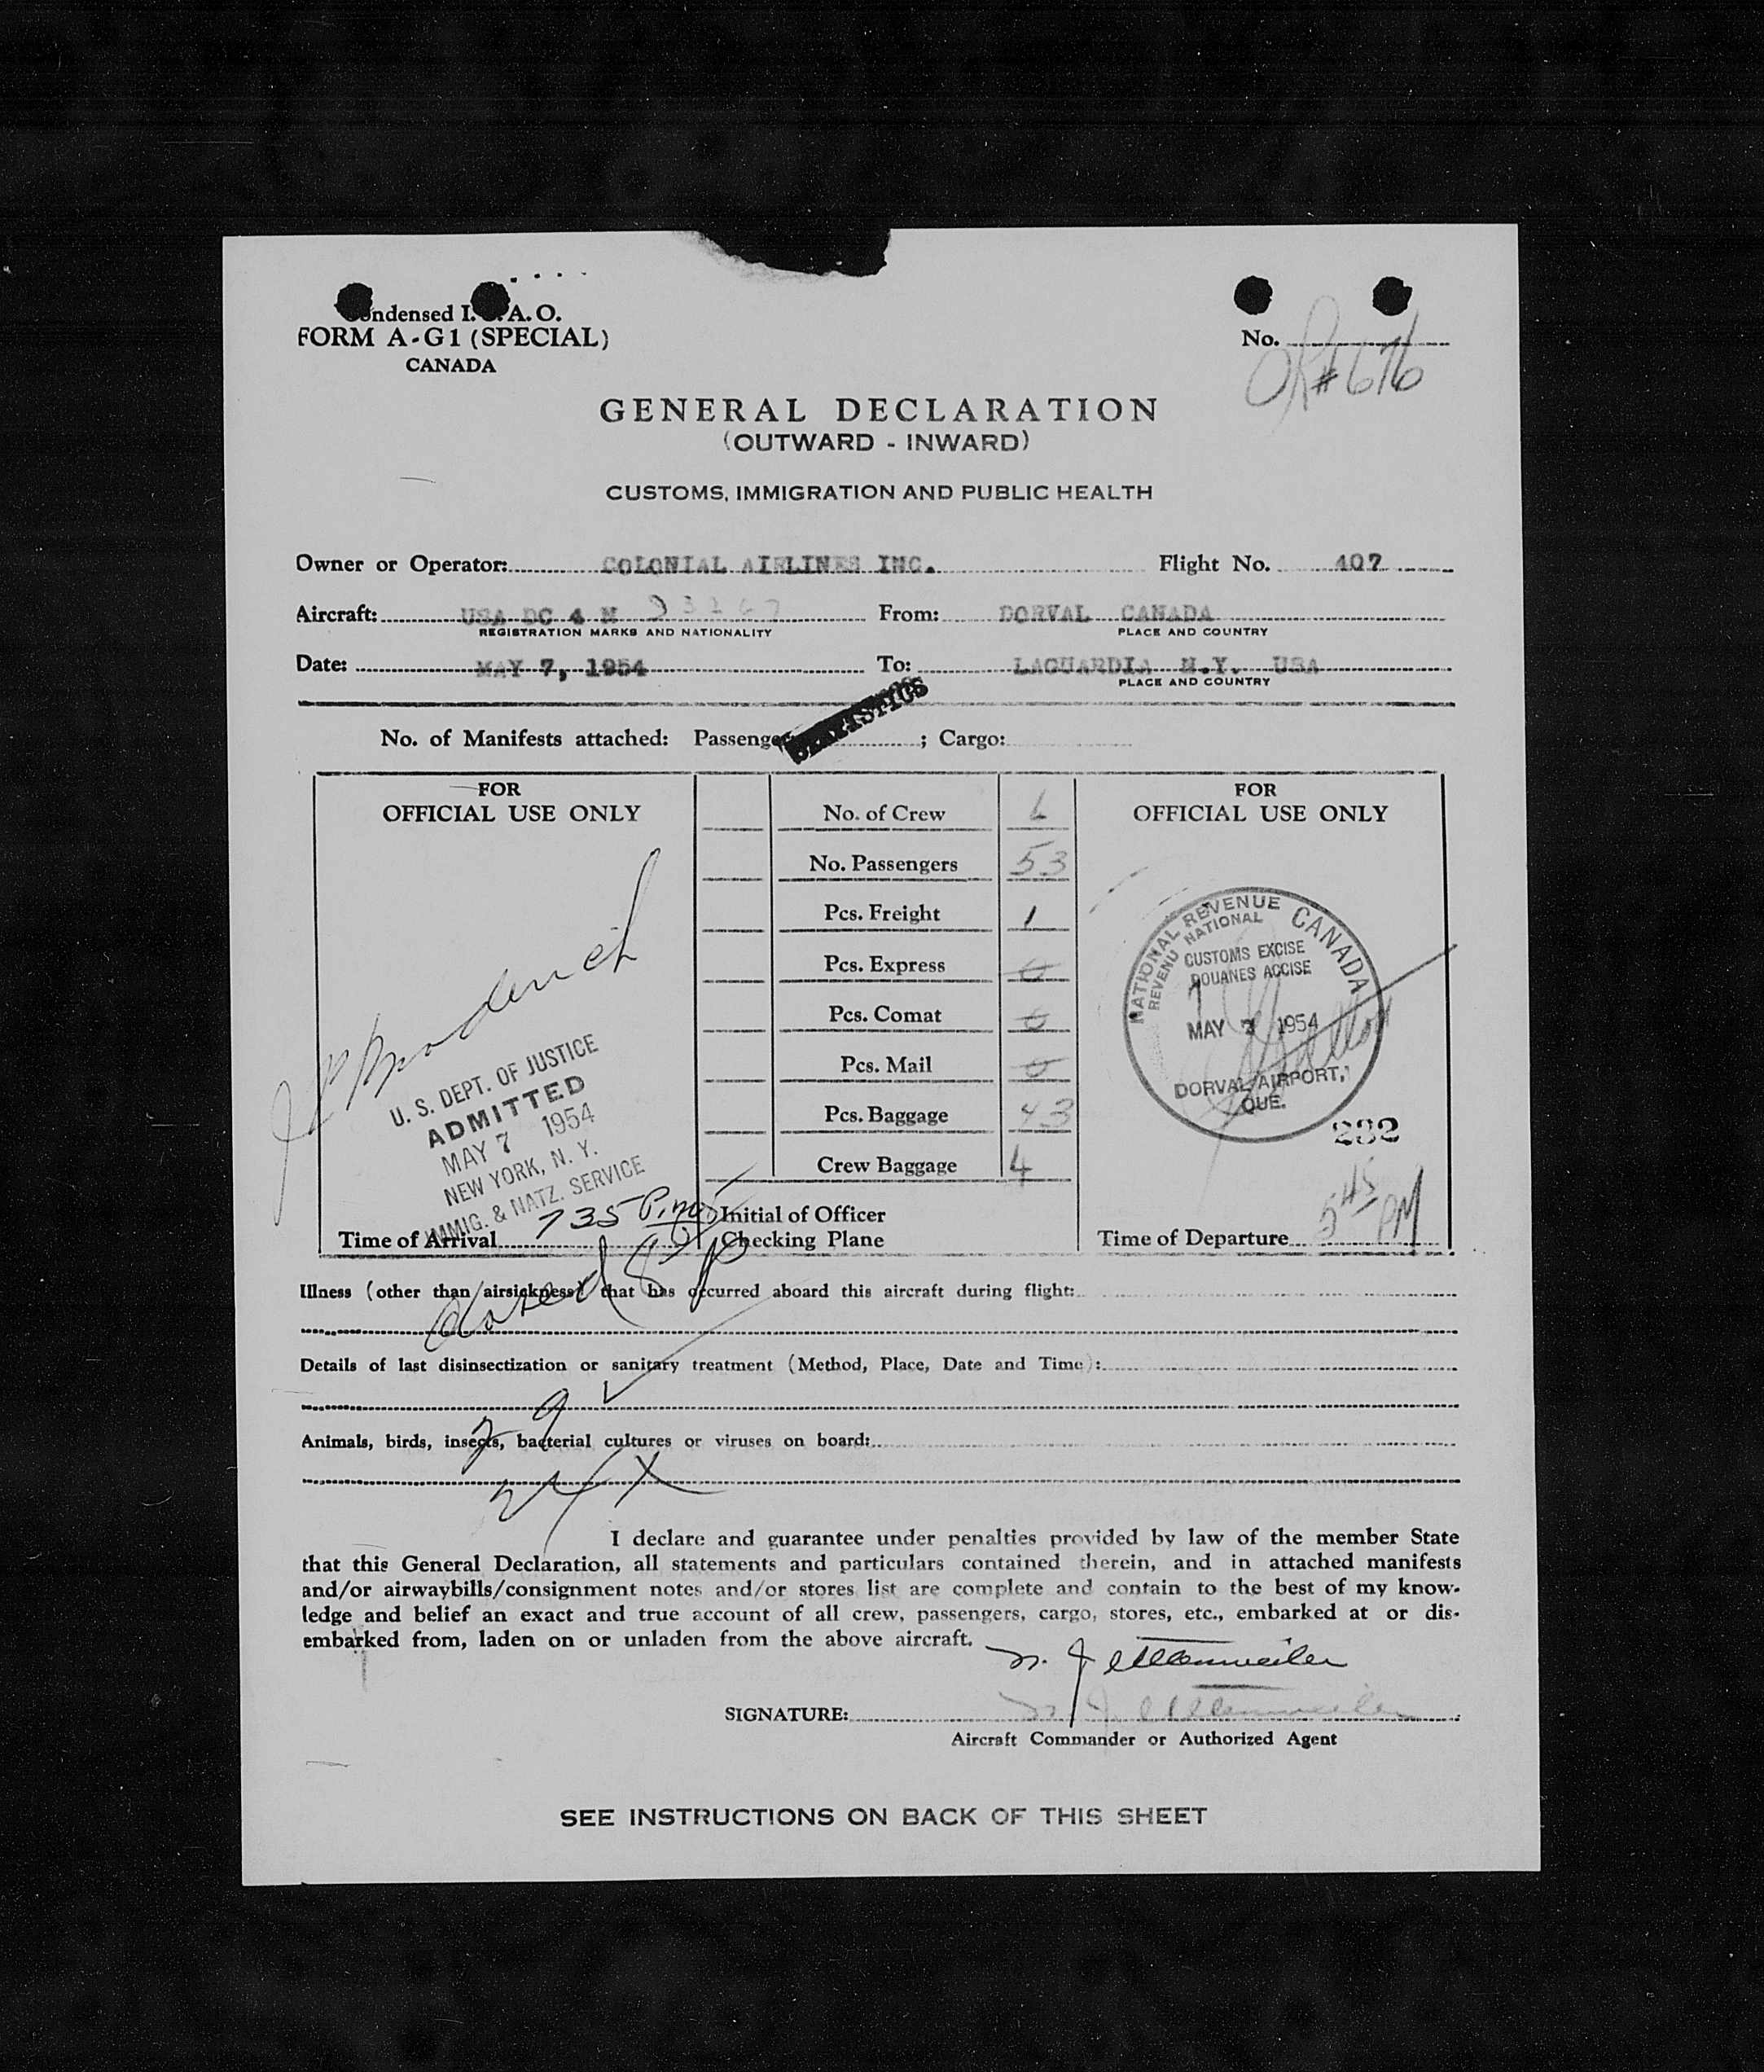 ndensed I. A.O.
FORM A-G1 (SPECIAL)
CANADA
No.
#676
GENERAL DECLARATION
(OUTWARD - INWARD)
CUSTOMS, IMMIGRATION AND PUBLIC HEALTH
Owner or Operator: COLONIAL AIRLINES INC. Flight No. 407
Aircraft: USA DC 4 N 93267 From: DORVAL CANADA
REGISTRATION MARKS AND NATIONALITY PLACE AND COUNTRY
Date: MAY 7, 1954 To: LAGUARDIA N.Y. USA
PLACE AND COUNTRY
STATISTICS
No. of Manifests attached: Passenger ; Cargo:
FOR
OFFICIAL USE ONLY
J P Broderick
U. S. DEPT. OF JUSTICE
ADMITTED
MAY 7 1954
NEW YORK, N. Y.
IMMIG. & NATZ. SERVICE
Time of Arrival 735 P.m.
No. of Crew
No. Passengers 53
Pcs. Freight 1
Pcs. Express 0
Pcs. Comat 0
Pcs. Mail 0
Pcs. Baggage 43
Crew Baggage 4
Initial of Officer
Checking Plane
FOR
OFFICIAL USE ONLY
NATIONAL REVENUE CANADA
REVENU NATIONAL
CUSTOMS EXCISE
DOUANES ACCISE
MAY 7 1954
DORVAL AIRPORT,
QUE.
232
Time of Departure 545 PM
Illness (other than airsickness) that has occurred aboard this aircraft during flight:
closed
Details of last disinsectization or sanitary treatment (Method, Place, Date and Time):
Animals, birds, insects, bacterial cultures or viruses on board:
I declare and guarantee under penalties provided by law of the member State
that this General Declaration, all statements and particulars contained therein, and in attached manifests
and/or airwaybills/consignment notes and/or stores list are complete and contain to the best of my know-
ledge and belief an exact and true account of all crew, passengers, cargo, stores, etc., embarked at or dis-
embarked from, laden on or unladen from the above aircraft.
SIGNATURE:
Aircraft Commander or Authorized Agent
SEE INSTRUCTIONS ON BACK OF THIS SHEET